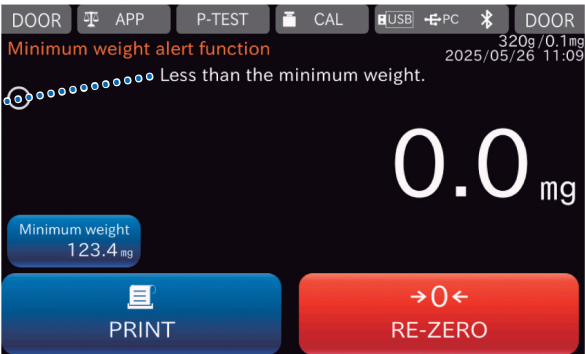 DOOR APP P-TEST CAL USB PC DOOR
Minimum weight alert function
320g/0.1mg
2025/05/26 11:09
Less than the minimum weight.
0.0 mg
Minimum weight
123.4 mg
→0←
PRINT
RE-ZERO